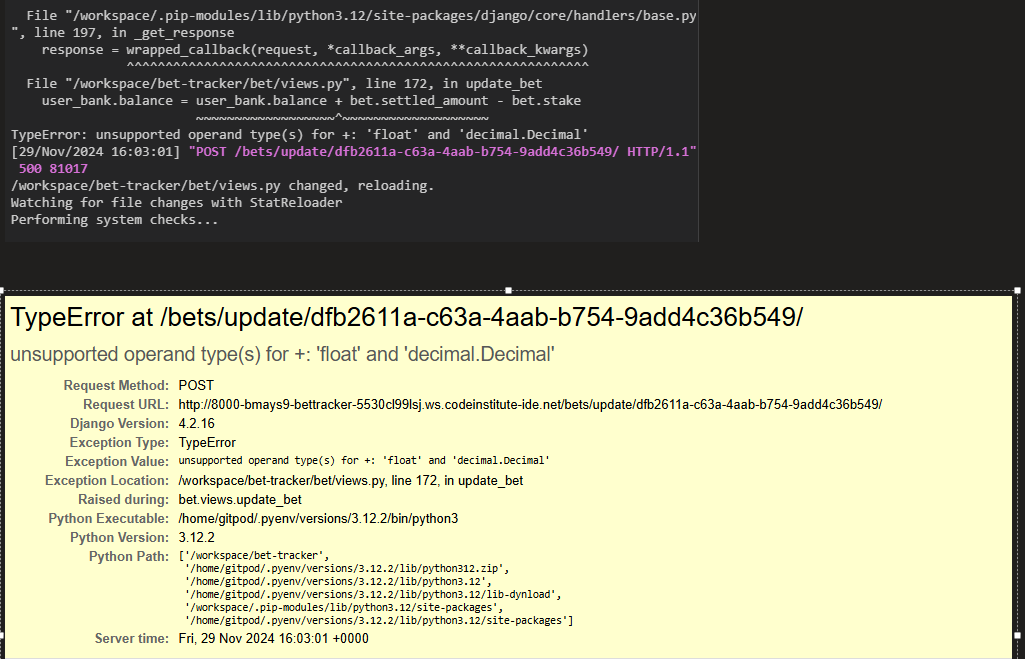 File "/workspace/.pip-modules/lib/python3.12/site-packages/django/core/handlers/base.py
", line 197, in _get_response
response = wrapped_callback(request, *callback_args, **callback_kwargs)
^^^^^^^^^^^^^^^^^^^^^^^^^^^^^^^^^^^^^^^^^^^^^^^^^^^^^^^^^^^^
File "/workspace/bet-tracker/bet/views.py", line 172, in update_bet
user_bank.balance = user_bank.balance + bet.settled_amount - bet.stake
~~~~~~~~~~~~~~~~~~^~~~~~~~~~~~~~~~~~~~
TypeError: unsupported operand type(s) for +: 'float' and 'decimal.Decimal'
[29/Nov/2024 16:03:01] "POST /bets/update/dfb2611a-c63a-4aab-b754-9add4c36b549/ HTTP/1.1"
500 81017
/workspace/bet-tracker/bet/views.py changed, reloading.
Watching for file changes with StatReloader
Performing system checks...
TypeError at /bets/update/dfb2611a-c63a-4aab-b754-9add4c36b549/
unsupported operand type(s) for +: 'float' and 'decimal.Decimal'
Request Method: POST
Request URL: http://8000-bmays9-bettracker-5530cl99lsj.ws.codeinstitute-ide.net/bets/update/dfb2611a-c63a-4aab-b754-9add4c36b549/
Django Version: 4.2.16
Exception Type: TypeError
Exception Value: unsupported operand type(s) for +: 'float' and 'decimal.Decimal'
Exception Location: /workspace/bet-tracker/bet/views.py, line 172, in update_bet
Raised during: bet.views.update_bet
Python Executable: /home/gitpod/.pyenv/versions/3.12.2/bin/python3
Python Version: 3.12.2
Python Path: ['/workspace/bet-tracker',
'/home/gitpod/.pyenv/versions/3.12.2/lib/python312.zip',
'/home/gitpod/.pyenv/versions/3.12.2/lib/python3.12',
'/home/gitpod/.pyenv/versions/3.12.2/lib/python3.12/lib-dynload',
'/workspace/.pip-modules/lib/python3.12/site-packages',
'/home/gitpod/.pyenv/versions/3.12.2/lib/python3.12/site-packages']
Server time: Fri, 29 Nov 2024 16:03:01 +0000